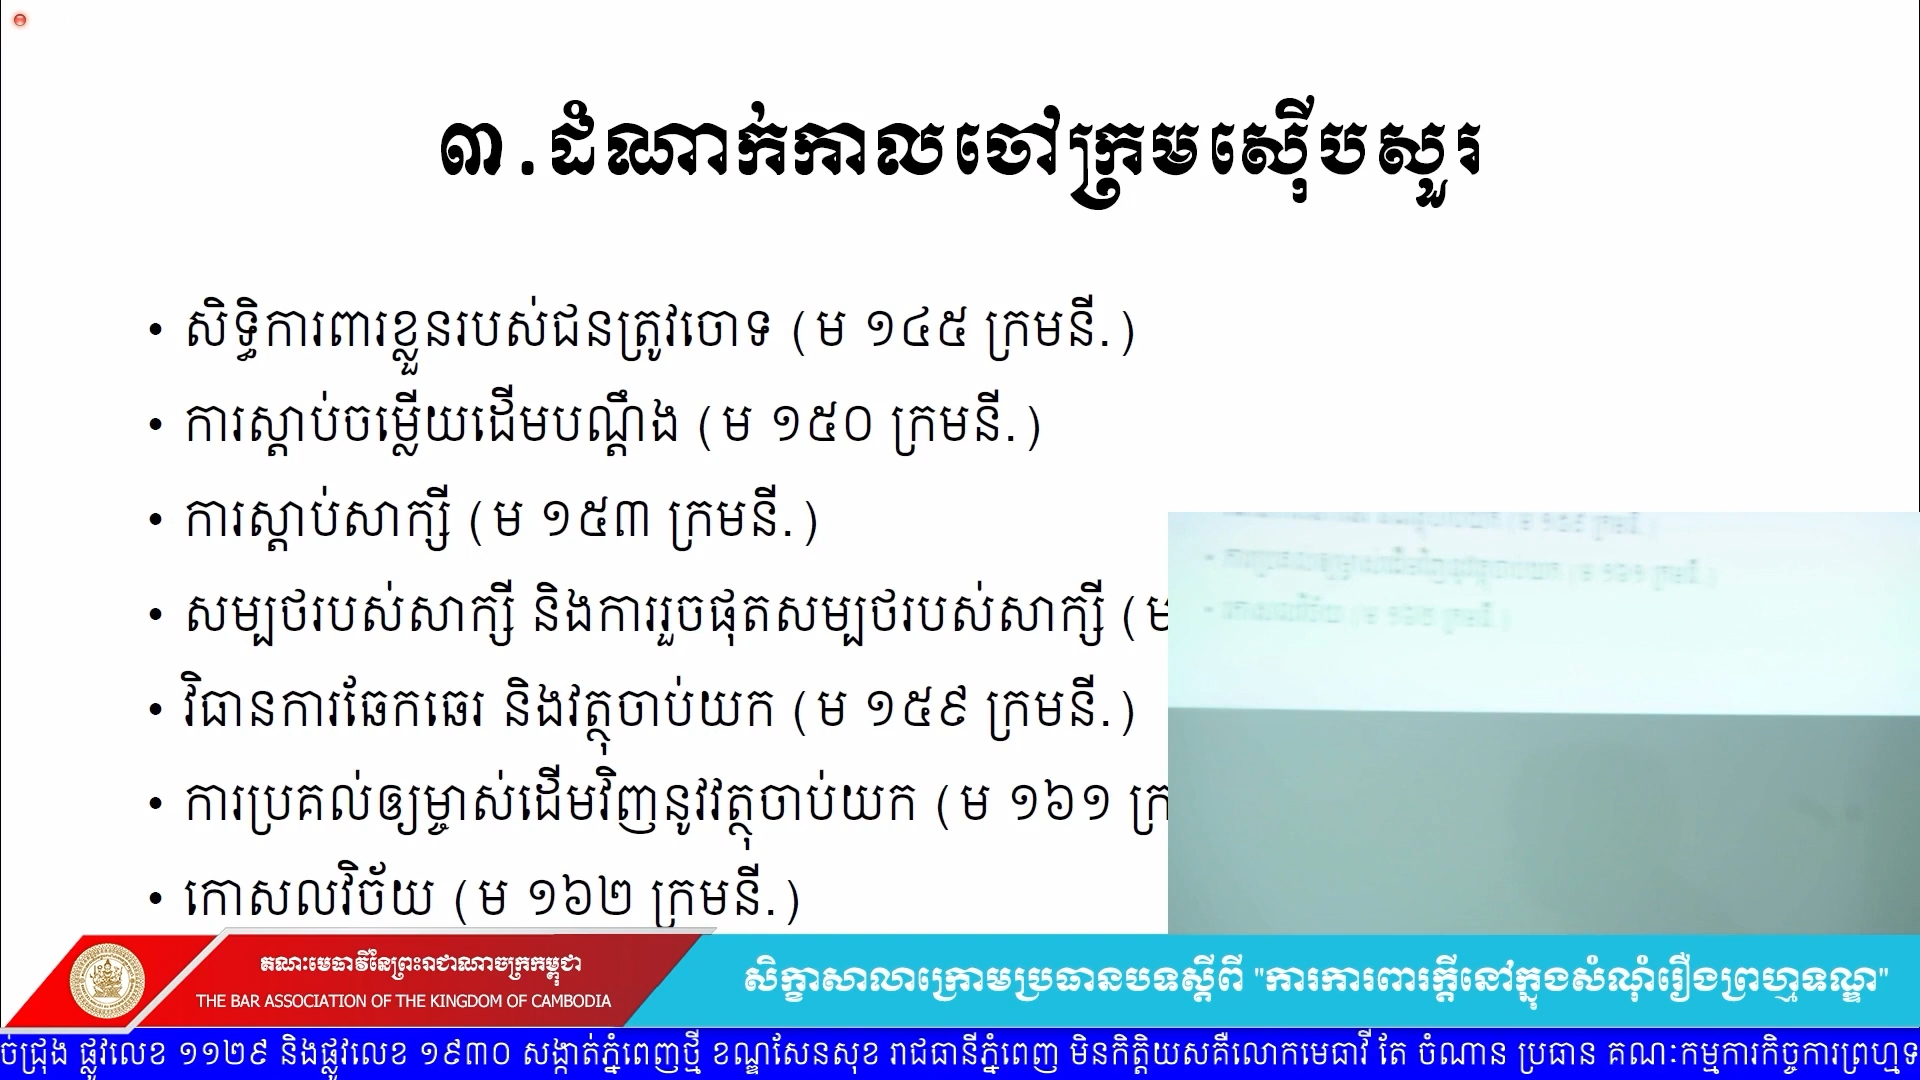 ៣.ដំណាក់កាលចៅក្រមស៊ើបសួរ
• សិទ្ធិការពារខ្លួនរបស់ជនត្រូវចោទ (ម ១៤៥ ក្រមនី.)
• ការស្តាប់ចម្លើយដើមបណ្តឹង (ម ១៥០ ក្រមនី.)
• ការស្តាប់សាក្សី (ម ១៥៣ ក្រមនី.)
• សម្បថរបស់សាក្សី និងការរួចផុតសម្បថរបស់សាក្សី (ម
• វិធានការឆែកឆេរ និងវត្ថុចាប់យក (ម ១៥៩ ក្រមនី.)
• ការប្រគល់ឲ្យម្ចាស់ដើមវិញនូវវត្ថុចាប់យក (ម ១៦១ ក្រ
• កោសលវិច័យ (ម ១៦២ ក្រមនី.)
គណៈមេធាវីនៃព្រះរាជាណាចក្រកម្ពុជា
THE BAR ASSOCIATION OF THE KINGDOM OF CAMBODIA
សិក្ខាសាលាក្រោមប្រធានបទស្តីពី "ការការពារក្តីនៅក្នុងសំណុំរឿងព្រហ្មទណ្ឌ"
ច់ជ្រុង ផ្លូវលេខ ១១២៩ និងផ្លូវលេខ ១៩៣០ សង្កាត់ភ្នំពេញថ្មី ខណ្ឌសែនសុខ រាជធានីភ្នំពេញ មិនកិត្តិយសគឺលោកមេធាវី តែ ចំណាន ប្រធាន គណៈកម្មការកិច្ចការព្រហ្មទ